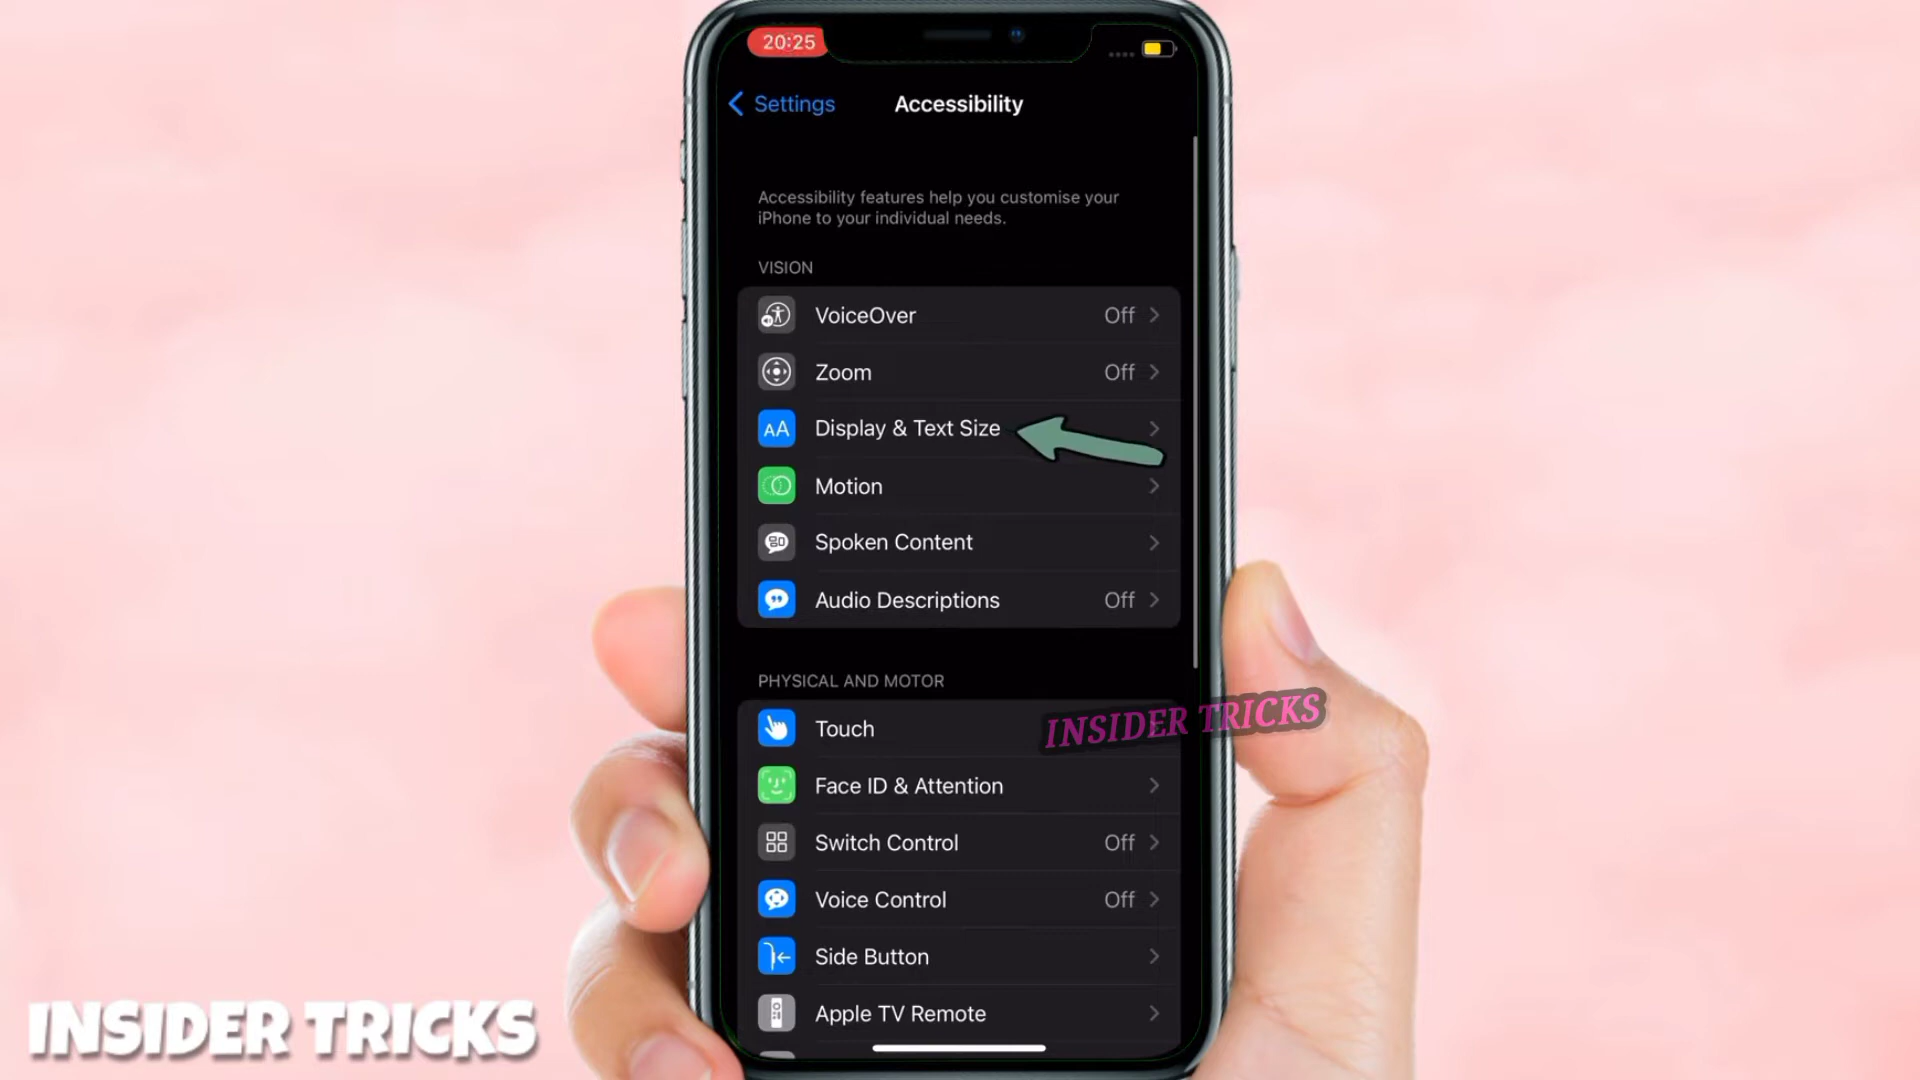 20:25
Settings
Accessibility
Accessibility features help you customise your
iPhone to your individual needs.
VISION
VoiceOver Off
Zoom Off
AA Display & Text Size
Motion
Spoken Content
Audio Descriptions Off
PHYSICAL AND MOTOR
Touch
INSIDER TRICKS
Face ID & Attention
Switch Control Off
Voice Control Off
Side Button
Apple TV Remote
INSIDER TRICKS